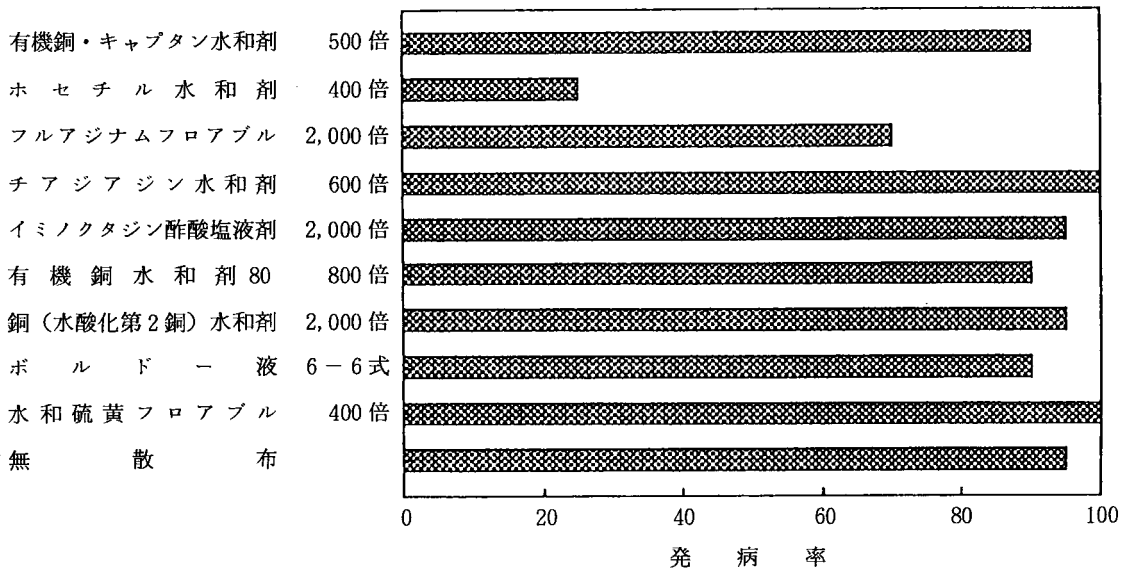 有機銅・キャプタン水和剤 500倍
ホセチル水和剤 400倍
フルアジナムフロアブル 2,000倍
チアジアジン水和剤 600倍
イミノクタジン酢酸塩液剤 2,000倍
有機銅水和剤80 800倍
銅（水酸化第2銅）水和剤 2,000倍
ボルドー液 6－6式
水和硫黄フロアブル 400倍
無散布
0 20 40 60 80 100
発病率